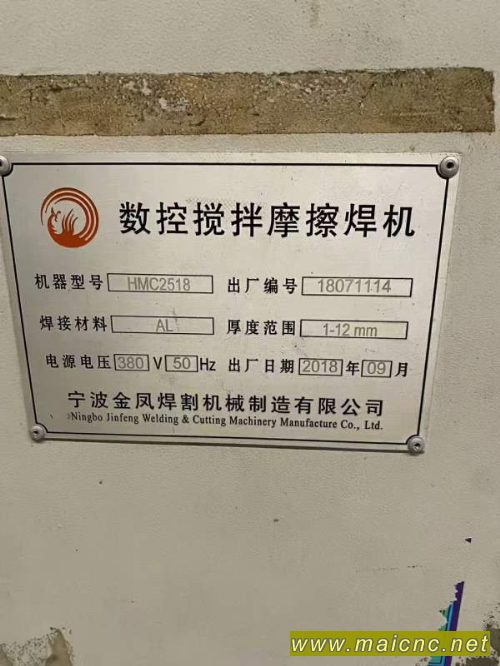 数控搅拌摩擦焊机
机器型号 HMC2518 出厂编号 18071114
焊接材料 AL 厚度范围 1-12 mm
电源电压 380 V 50 Hz 出厂日期 2018 年 09 月
宁波金凤焊割机械制造有限公司
Ningbo Jinfeng Welding & Cutting Machinery Manufacture Co., Ltd.
www.maicnc.net